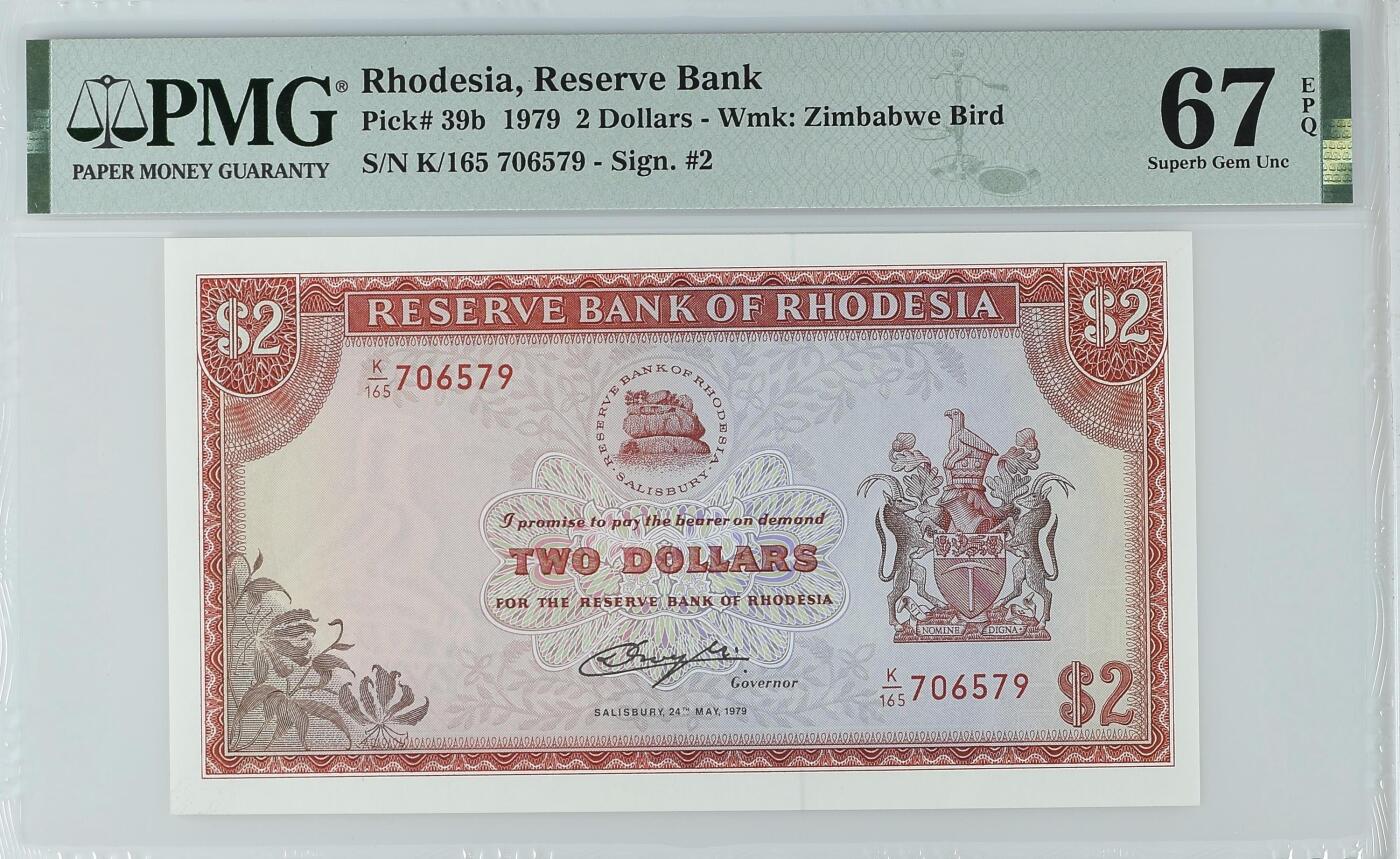 PMG®
PAPER MONEY GUARANTY
Rhodesia, Reserve Bank
Pick# 39b 1979 2 Dollars - Wmk: Zimbabwe Bird
S/N K/165 706579 - Sign. #2
67 EPQ
Superb Gem Unc
$2
RESERVE BANK OF RHODESIA
$2
K/165 706579
RESERVE BANK OF RHODESIA · SALISBURY ·
I promise to pay the bearer on demand
TWO DOLLARS
FOR THE RESERVE BANK OF RHODESIA
SIT NOMINE DIGNA
Governor
K/165 706579
$2
SALISBURY, 24TH MAY, 1979